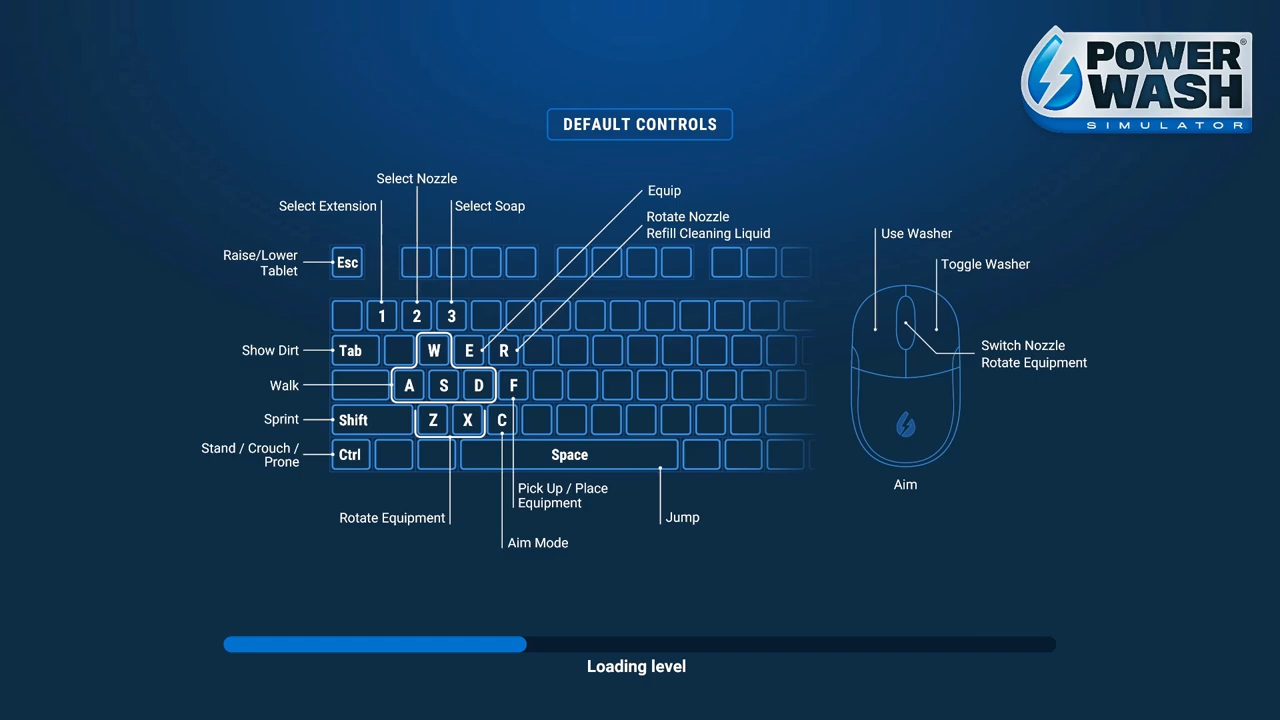 POWER
WASH
SIMULATOR
®
DEFAULT CONTROLS
Select Nozzle
Select Extension
Select Soap
Equip
Rotate Nozzle
Refill Cleaning Liquid
Use Washer
Toggle Washer
Raise/Lower
Tablet
Esc
1
2
3
Show Dirt
Tab
W
E
R
Switch Nozzle
Rotate Equipment
Walk
A
S
D
F
Sprint
Shift
Z
X
C
Stand / Crouch /
Prone
Ctrl
Space
Aim
Pick Up / Place
Equipment
Rotate Equipment
Jump
Aim Mode
Loading level